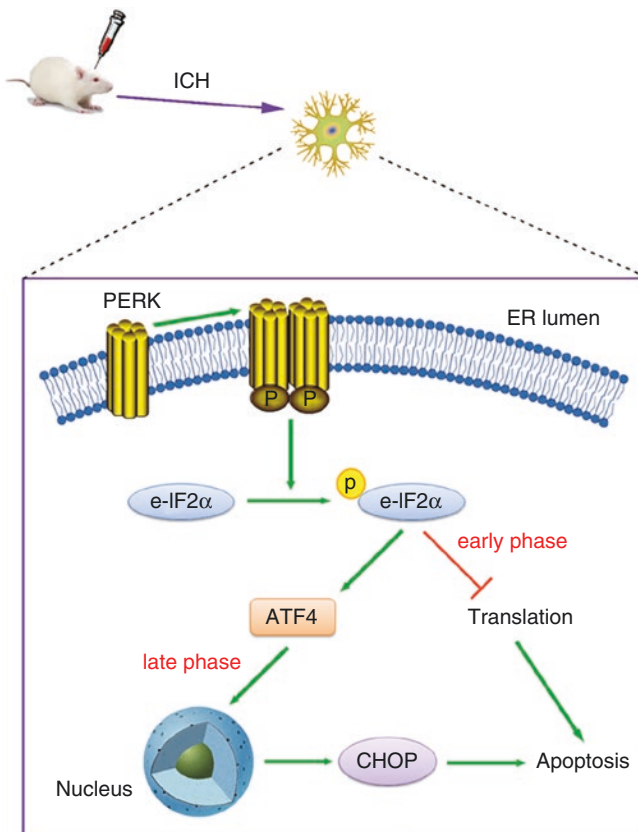 ICH
PERK
ER lumen
P P
p
e-IF2α
e-IF2α
early phase
ATF4
Translation
late phase
Nucleus
CHOP
Apoptosis